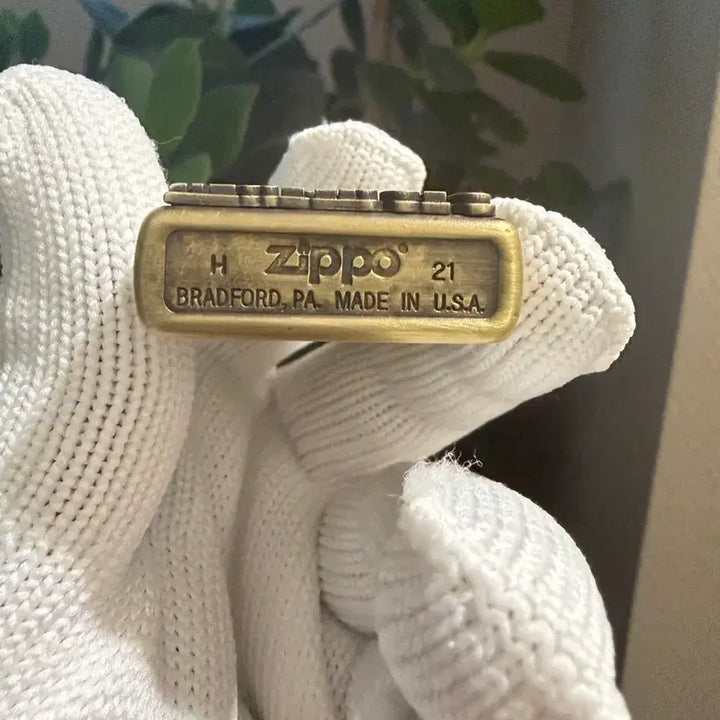 H Zippo® 21
BRADFORD, PA. MADE IN U.S.A.